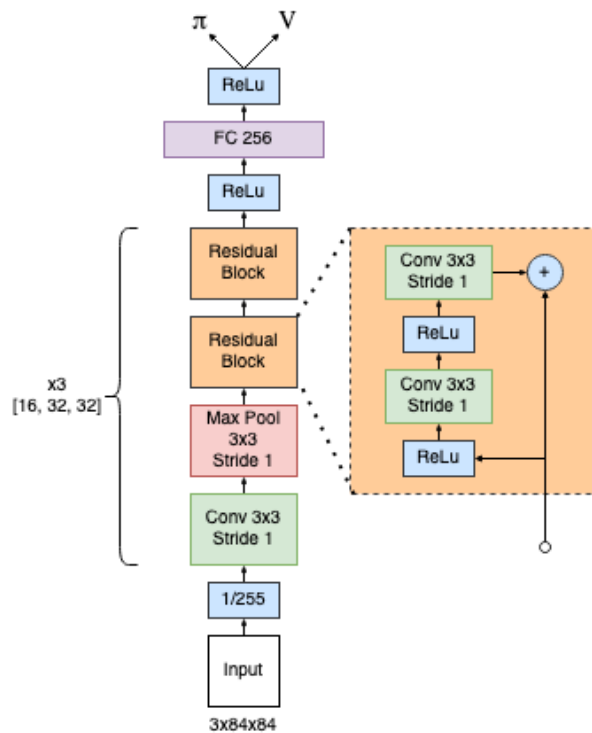 π V
ReLu
FC 256
ReLu
Residual
Block
Residual
Block
Max Pool
3x3
Stride 1
Conv 3x3
Stride 1
1/255
Input
3x84x84
x3
[16, 32, 32]
Conv 3x3
Stride 1
+
ReLu
Conv 3x3
Stride 1
ReLu